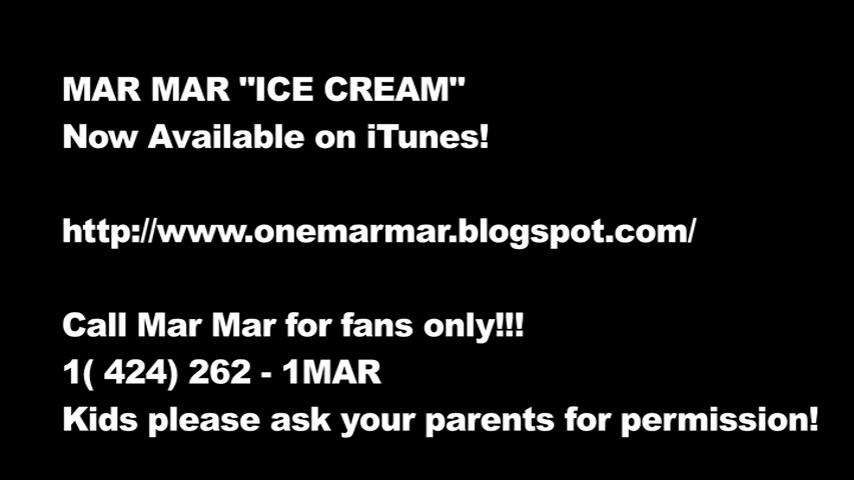 MAR MAR "ICE CREAM"
Now Available on iTunes!
http://www.onemarmar.blogspot.com/
Call Mar Mar for fans only!!!
1( 424) 262 - 1MAR
Kids please ask your parents for permission!